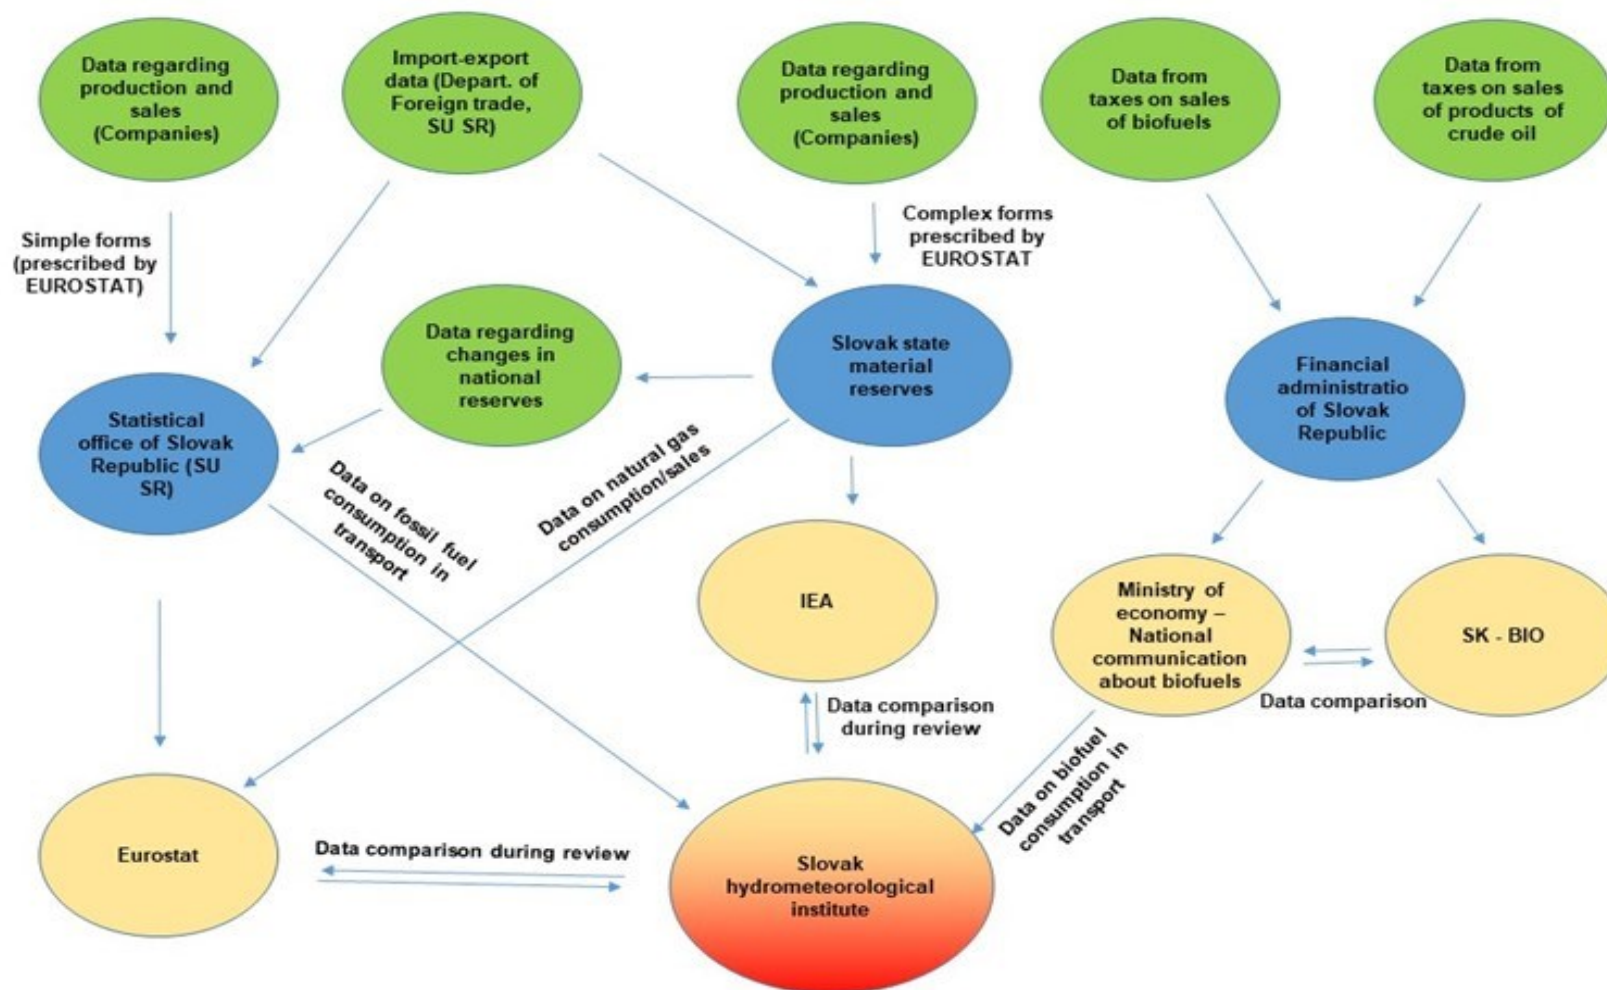 Data regarding
production and
sales
(Companies)
Import-export
data (Depart. of
Foreign trade,
SU SR)
Data regarding
production and
sales
(Companies)
Data from
taxes on sales
of biofuels
Data from
taxes on sales
of products of
crude oil
Simple forms
(prescribed by
EUROSTAT)
Complex forms
prescribed by
EUROSTAT
Data regarding
changes in
national
reserves
Slovak state
material
reserves
Financial
administratio
of Slovak
Republic
Statistical
office of Slovak
Republic (SU
SR)
Data on fossil fuel
consumption in
transport
Data on natural gas
consumption/sales
IEA
Ministry of
economy –
National
communication
about biofuels
SK - BIO
Data comparison
Data comparison
during review
Data on biofuel
consumption in
transport
Eurostat
Data comparison during review
Slovak
hydrometeorological
institute